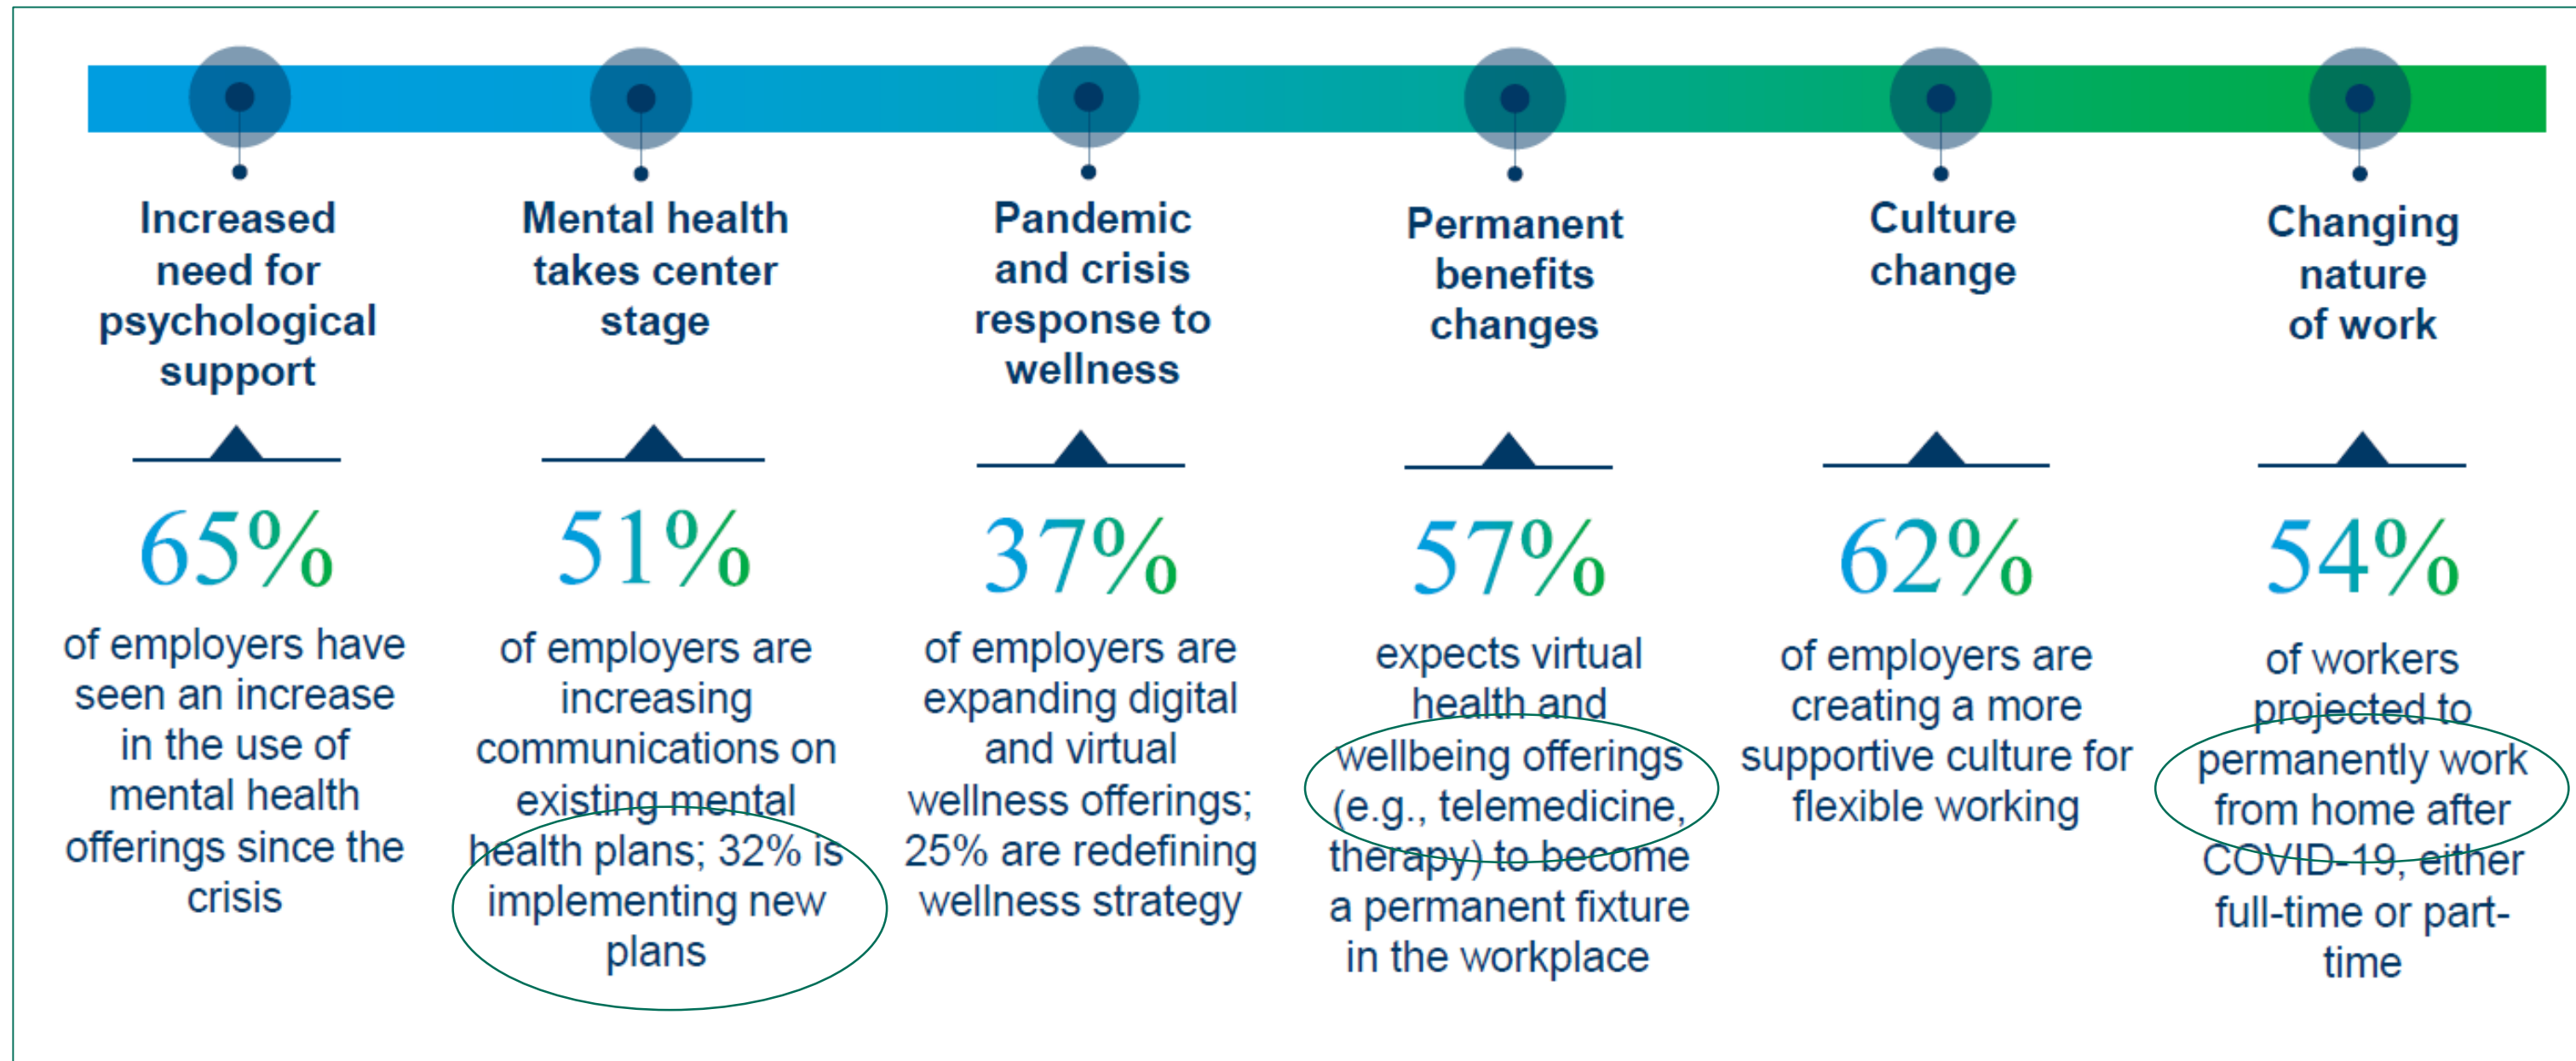 Increased
need for
psychological
support
65%
of employers have
seen an increase
in the use of
mental health
offerings since the
crisis
Mental health
takes center
stage
51%
of employers are
increasing
communications on
existing mental
health plans; 32% is
implementing new
plans
Pandemic
and crisis
response to
wellness
37%
of employers are
expanding digital
and virtual
wellness offerings;
25% are redefining
wellness strategy
Permanent
benefits
changes
57%
expects virtual
health and
wellbeing offerings
(e.g., telemedicine,
therapy) to become
a permanent fixture
in the workplace
Culture
change
62%
of employers are
creating a more
supportive culture for
flexible working
Changing
nature
of work
54%
of workers
projected to
permanently work
from home after
COVID-19, either
full-time or part-
time